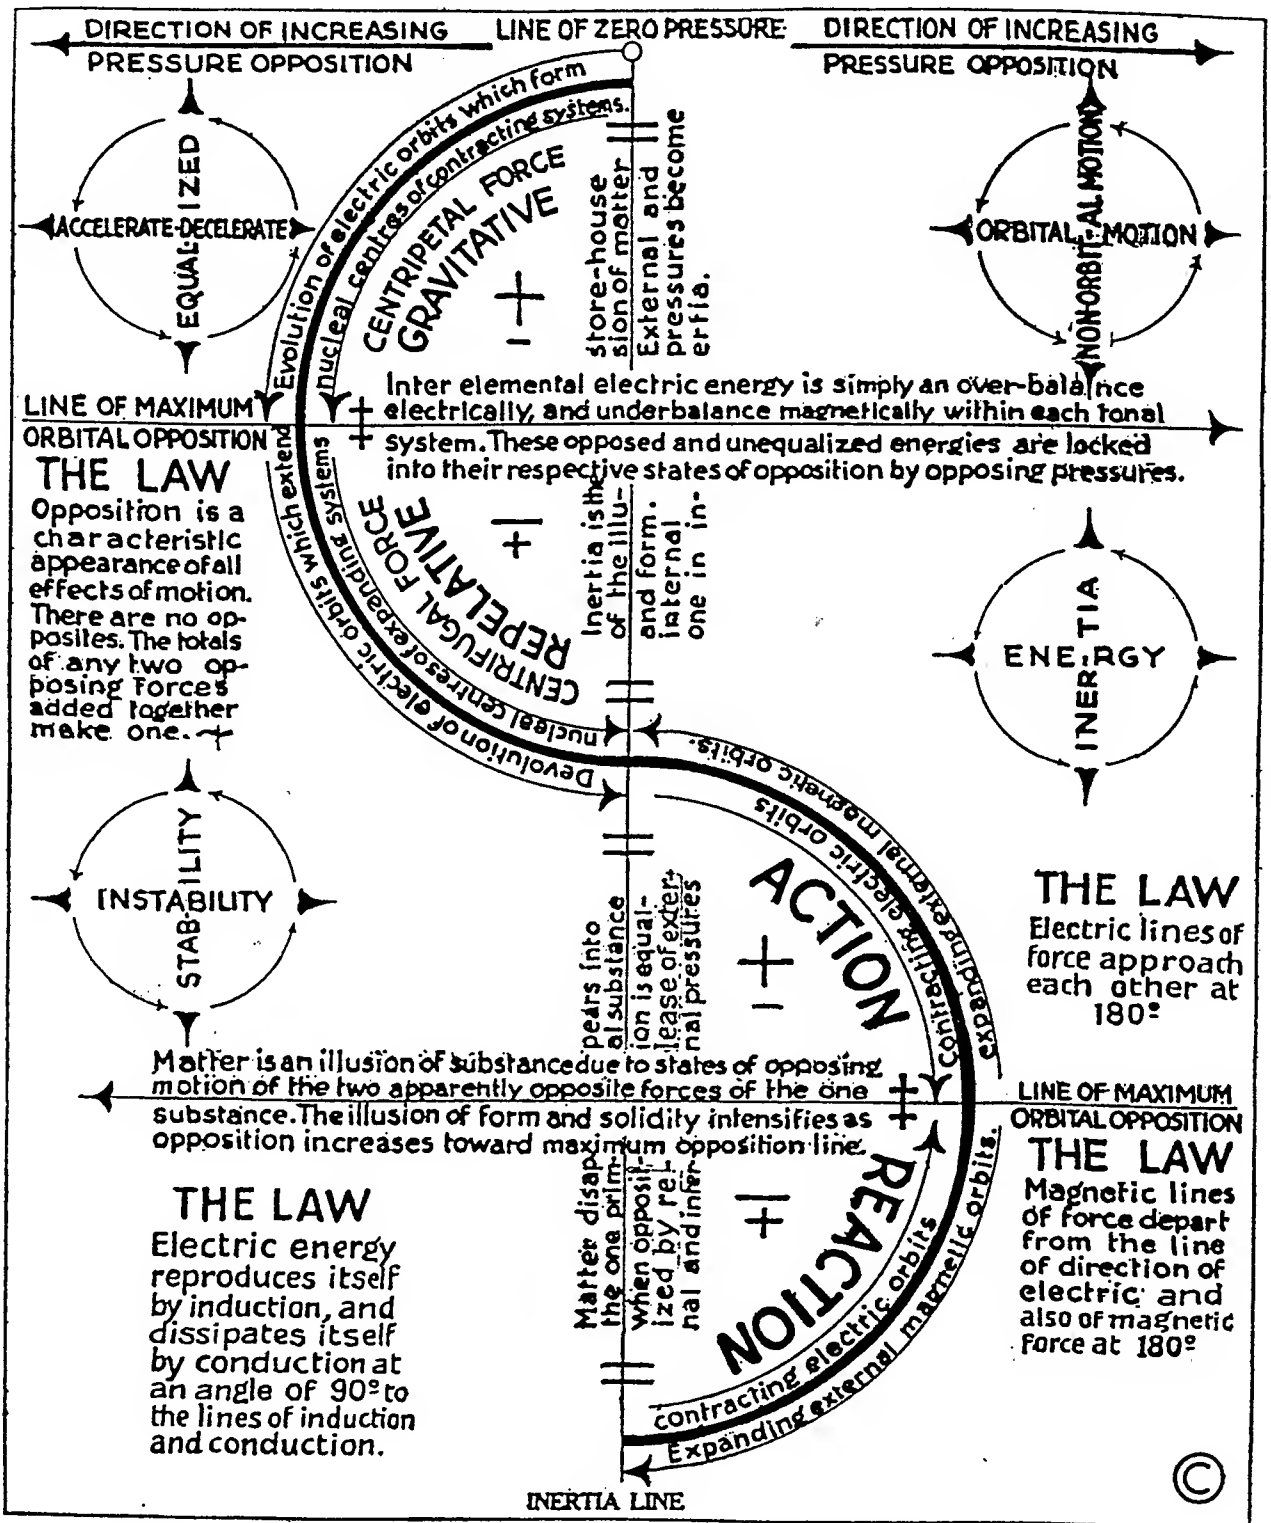 DIRECTION OF INCREASING
PRESSURE OPPOSITION
LINE OF ZERO PRESSURE
DIRECTION OF INCREASING
PRESSURE OPPOSITION
EQUAL-IZED
ACCELERATE-DECELERATE
NON-ORBIT-AL MOTION
ORBITAL-MOTION
Evolution of electric orbits which form
nuclear centres of contracting systems.
CENTRIPETAL FORCE
GRAVITATIVE
+
-
store-house
sion of matter
External and
pressures become
ertia.
Inter elemental electric energy is simply an over-balance
electrically, and underbalance magnetically within each tonal
system. These opposed and unequalized energies are locked
into their respective states of opposition by opposing pressures.
LINE OF MAXIMUM
ORBITAL OPPOSITION
THE LAW
Opposition is a
characteristic
appearance of all
effects of motion.
There are no op-
posites. The totals
of any two op-
posing forces
added together
make one.
Devolution of electric orbits which extend
nucleal centres of expanding systems
CENTRIFUGAL FORCE
REPELATIVE
-
+
Inertia is the
of the illu-
and form.
internal
one in in-
ENE-RGY
INER-TIA
STAB-ILITY
INSTABILITY
Expanding external magnetic orbits.
Contracting electric orbits
ACTION
+
-
pears into
al substance
ion is equal-
lease of exter-
nal pressures
THE LAW
Electric lines of
force approach
each other at
180º
Matter is an illusion of substance due to states of opposing
motion of the two apparently opposite forces of the one
substance. The illusion of form and solidity intensifies as
opposition increases toward maximum opposition line.
LINE OF MAXIMUM
ORBITAL OPPOSITION
THE LAW
Magnetic lines
of force depart
from the line
of direction of
electric and
also of magnetic
force at 180º
THE LAW
Electric energy
reproduces itself
by induction, and
dissipates itself
by conduction at
an angle of 90º to
the lines of induction
and conduction.
Matter disap
the one prim-
when opposit-
ized by re-
nal and inter
-
+
REACTION
contracting electric orbits
Expanding external magnetic orbits.
©
INERTIA LINE